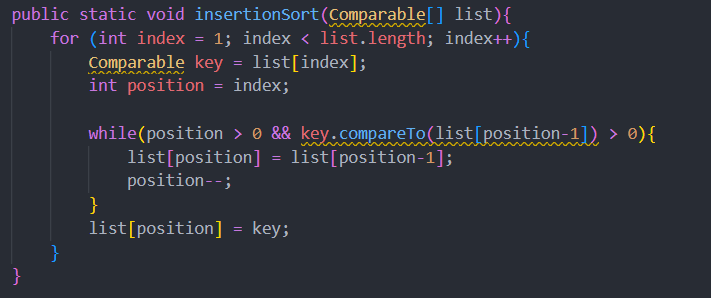 public static void insertionSort(Comparable[] list){
for (int index = 1; index < list.length; index++){
Comparable key = list[index];
int position = index;
while(position > 0 && key.compareTo(list[position-1]) > 0){
list[position] = list[position-1];
position--;
}
list[position] = key;
}
}